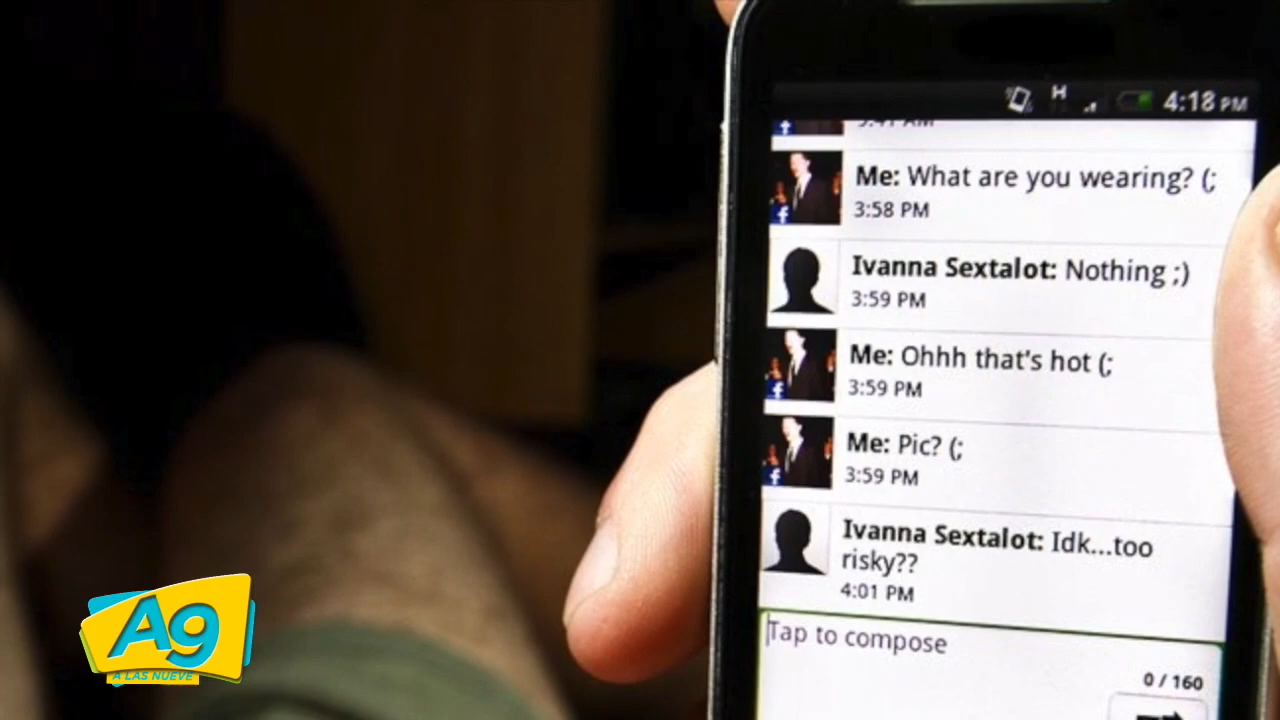 H 4:18 PM
Me: What are you wearing? (;
3:58 PM
Ivanna Sextalot: Nothing ;)
3:59 PM
Me: Ohhh that's hot (;
3:59 PM
Me: Pic? (;
3:59 PM
Ivanna Sextalot: Idk...too
risky??
4:01 PM
Tap to compose
0 / 160
A9
A LAS NUEVE